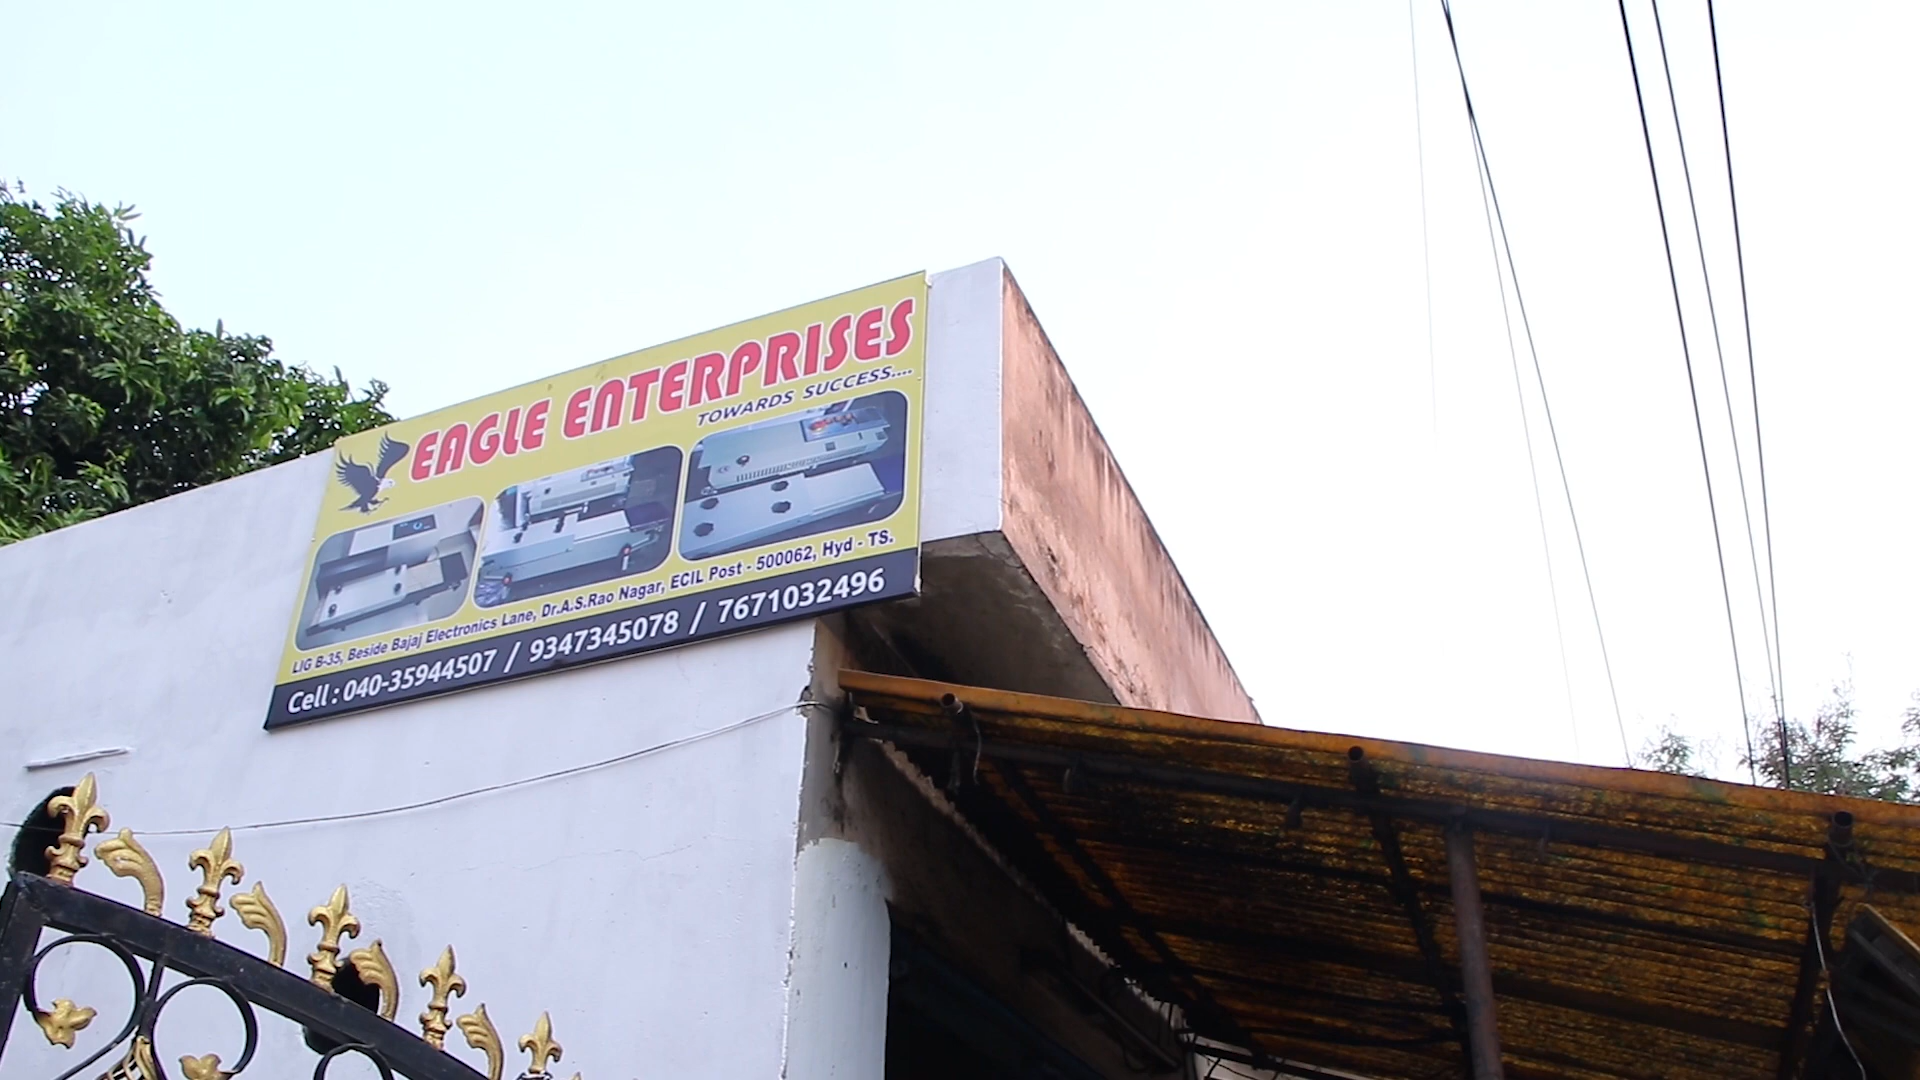 EAGLE ENTERPRISES
TOWARDS SUCCESS....
LIG B-35, Beside Bajaj Electronics Lane, Dr.A.S.Rao Nagar, ECIL Post - 500062, Hyd - TS.
Cell : 040-35944507 / 9347345078 / 7671032496